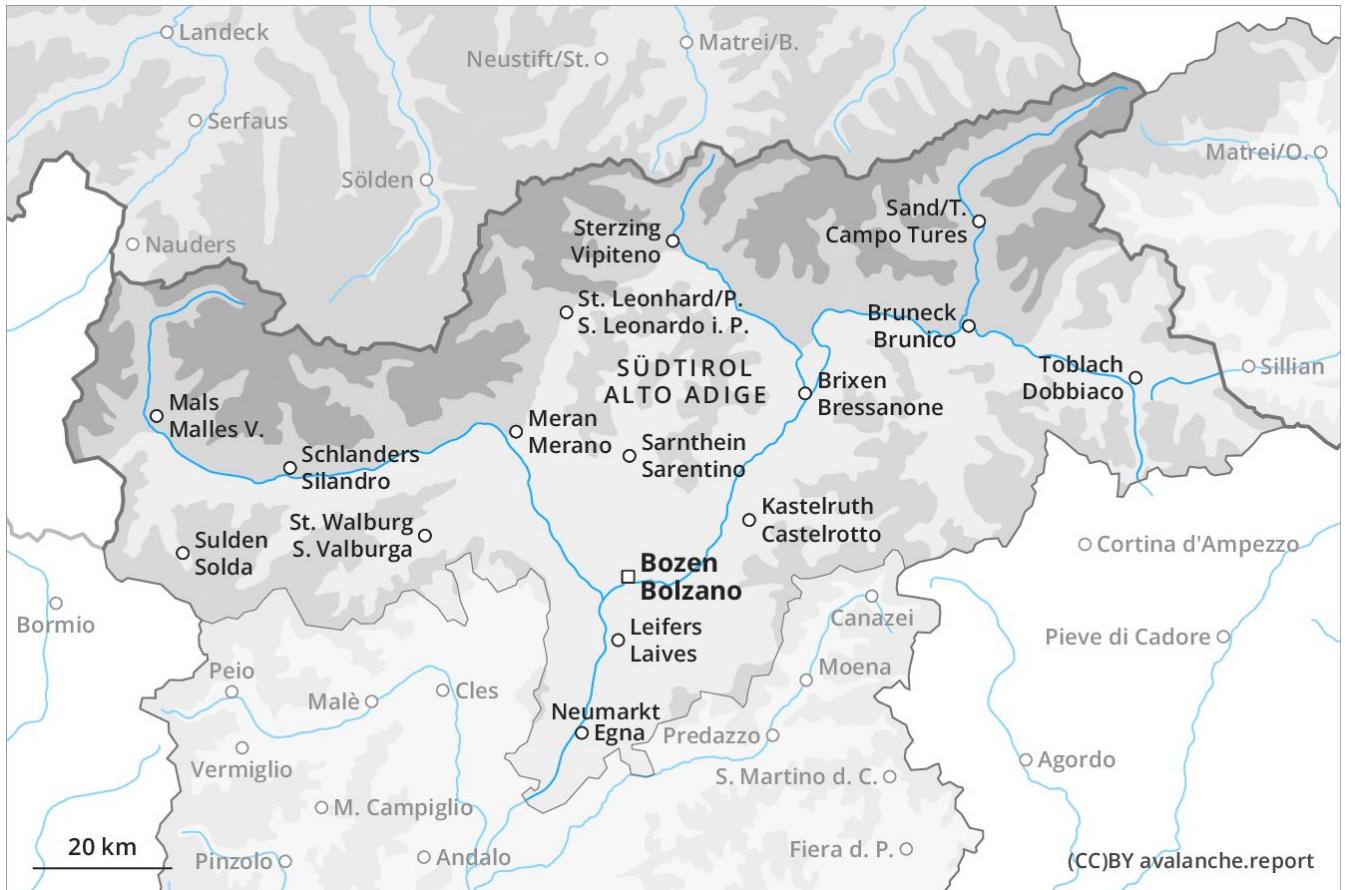 Landeck
Matrei/B.
Neustift/St.
Serfaus
Matrei/O.
Sölden
Sand/T.
Campo Tures
Sterzing
Vipiteno
Nauders
St. Leonhard/P.
S. Leonardo i. P.
Bruneck
Brunico
SÜDTIROL
ALTO ADIGE
Toblach
Dobbiaco
Sillian
Brixen
Bressanone
Mals
Malles V.
Meran
Merano
Sarnthein
Sarentino
Schlanders
Silandro
Kastelruth
Castelrotto
St. Walburg
S. Valburga
Sulden
Solda
Cortina d'Ampezzo
Bozen
Bolzano
Bormio
Canazei
Leifers
Laives
Pieve di Cadore
Peio
Moena
Malè
Cles
Neumarkt
Egna
Predazzo
Vermiglio
Agordo
S. Martino d. C.
M. Campiglio
20 km
Pinzolo
Andalo
Fiera d. P.
(CC)BY avalanche.report